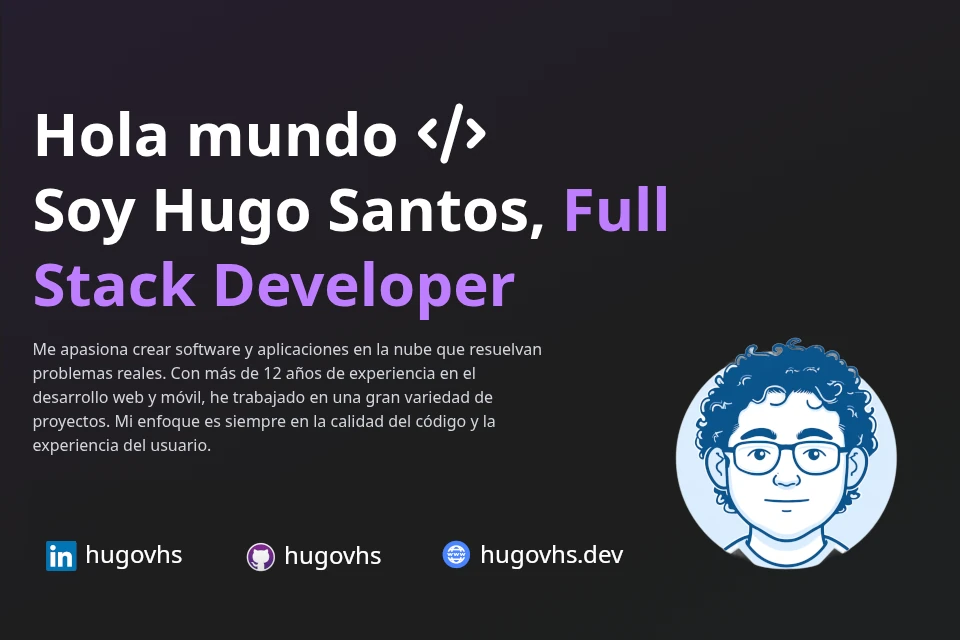 Hola mundo </>
Soy Hugo Santos, Full
Stack Developer
Me apasiona crear software y aplicaciones en la nube que resuelvan
problemas reales. Con más de 12 años de experiencia en el
desarrollo web y móvil, he trabajado en una gran variedad de
proyectos. Mi enfoque es siempre en la calidad del código y la
experiencia del usuario.
in hugovhs
hugovhs
www hugovhs.dev